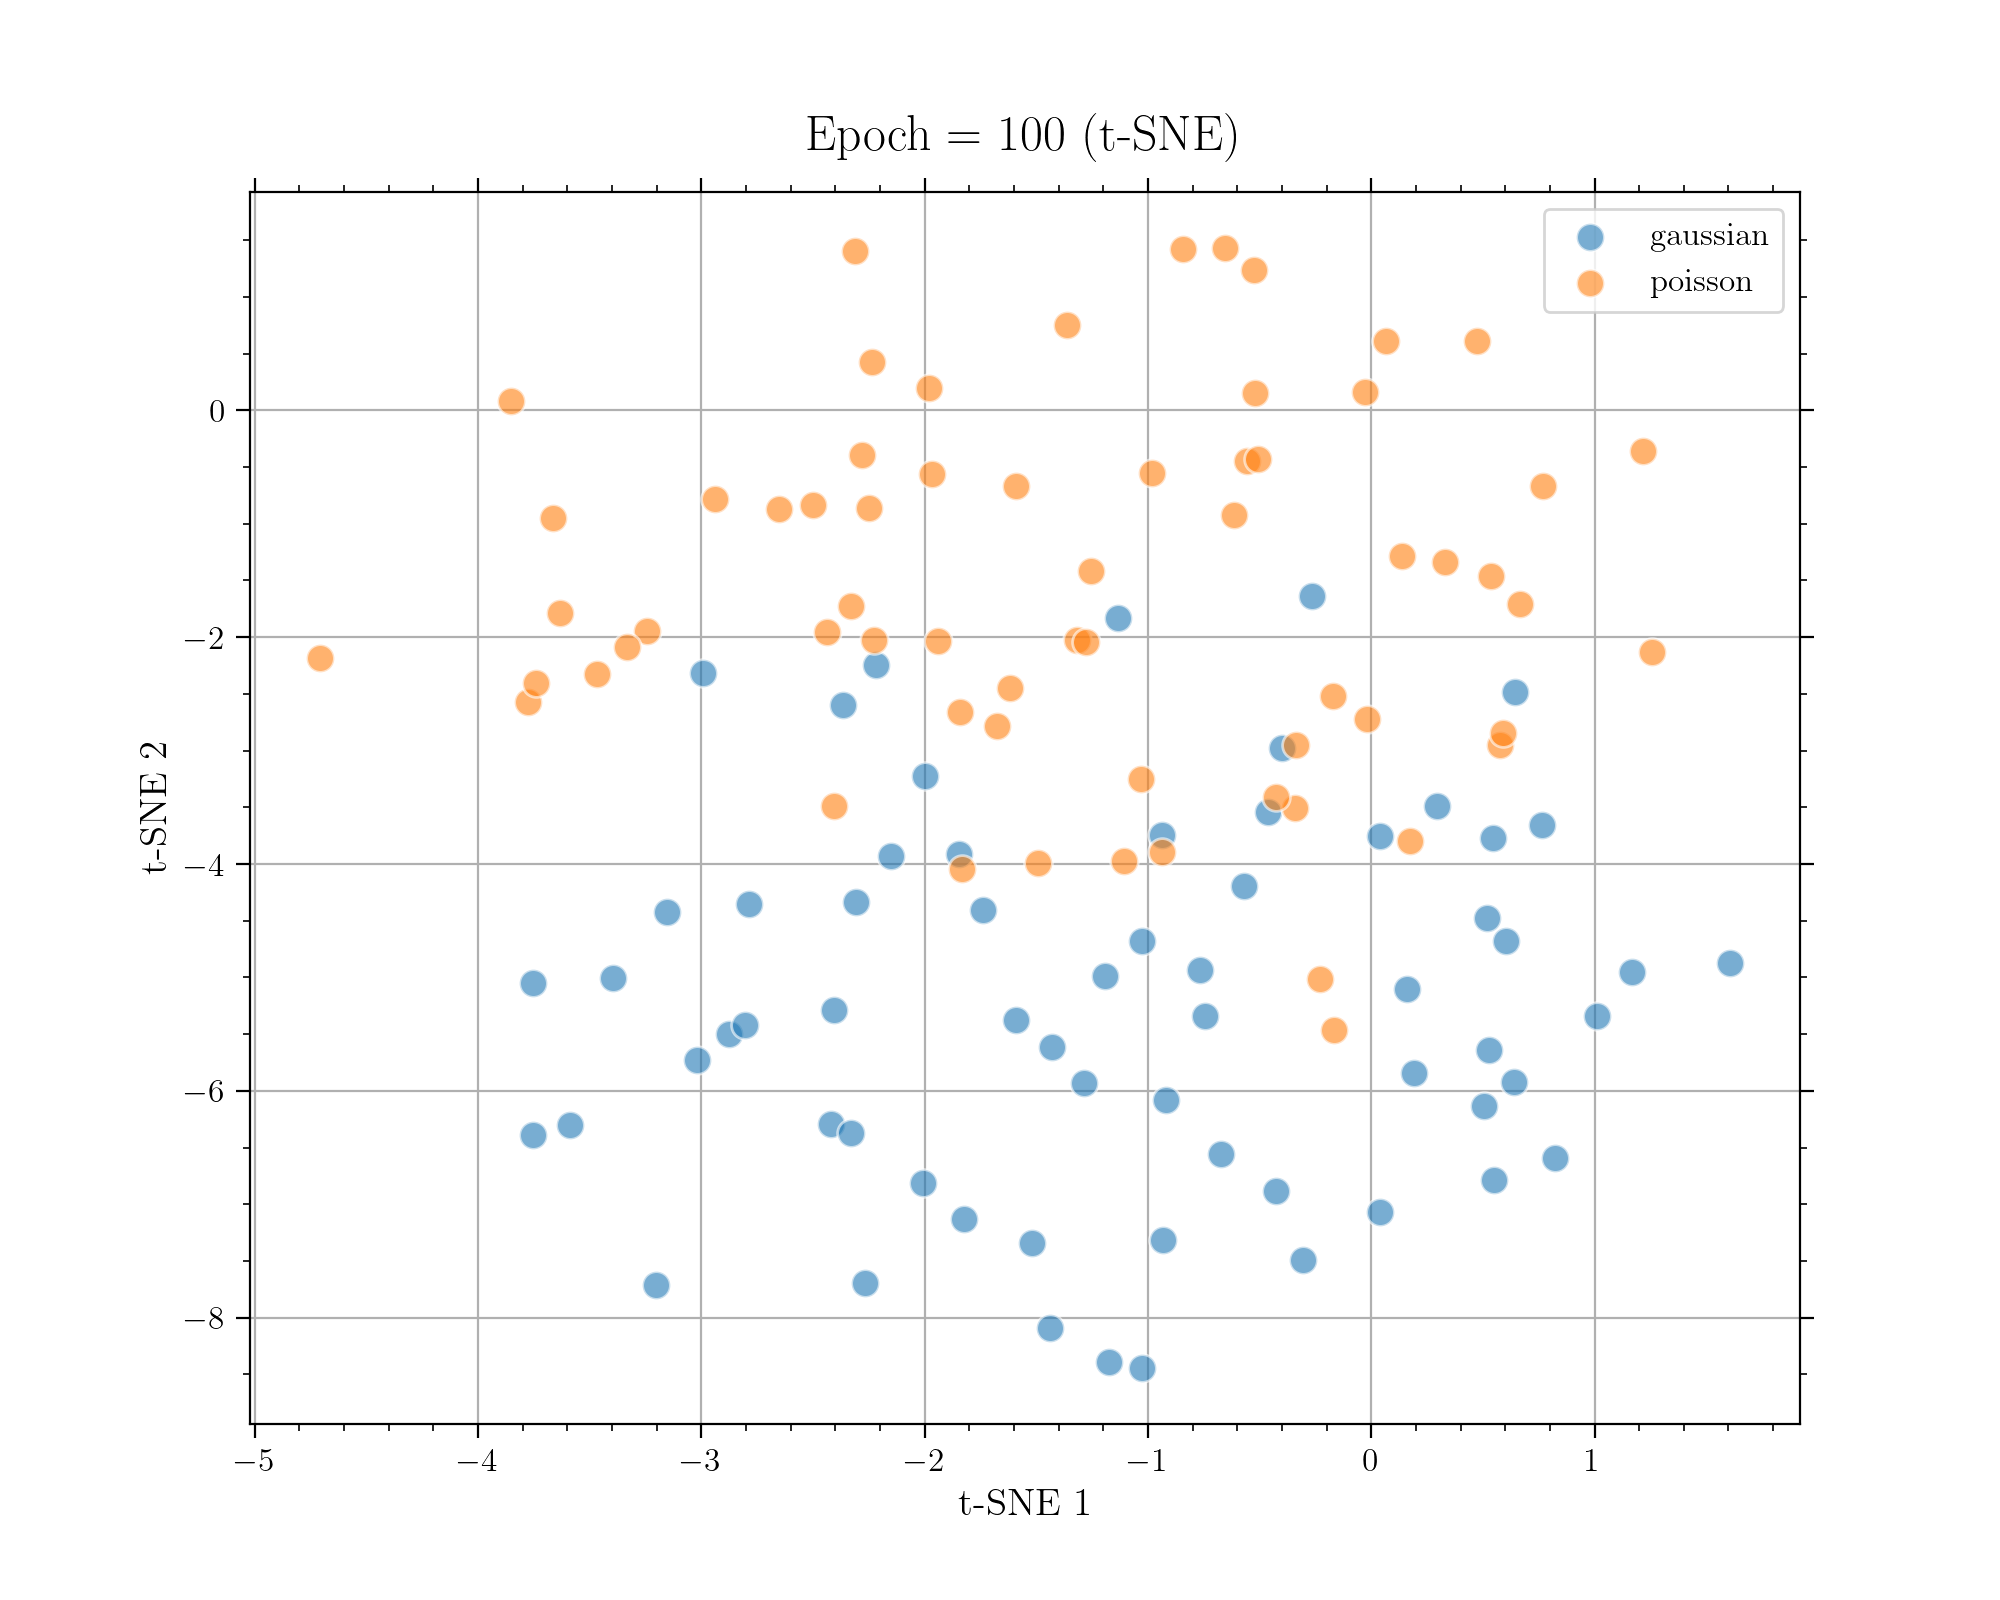 Epoch = 100 (t-SNE)
gaussian
poisson
0
−2
−4
−6
−8
t-SNE 2
−5 −4 −3 −2 −1 0 1
t-SNE 1